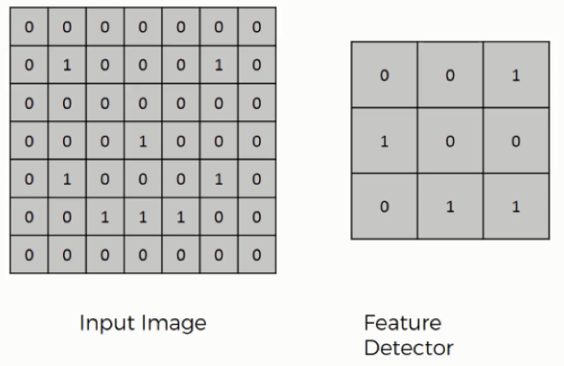 0 0 0 0 0 0 0
0 1 0 0 0 1 0
0 0 0 0 0 0 0
0 0 0 1 0 0 0
0 1 0 0 0 1 0
0 0 1 1 1 0 0
0 0 0 0 0 0 0
Input Image
0 0 1
1 0 0
0 1 1
Feature
Detector